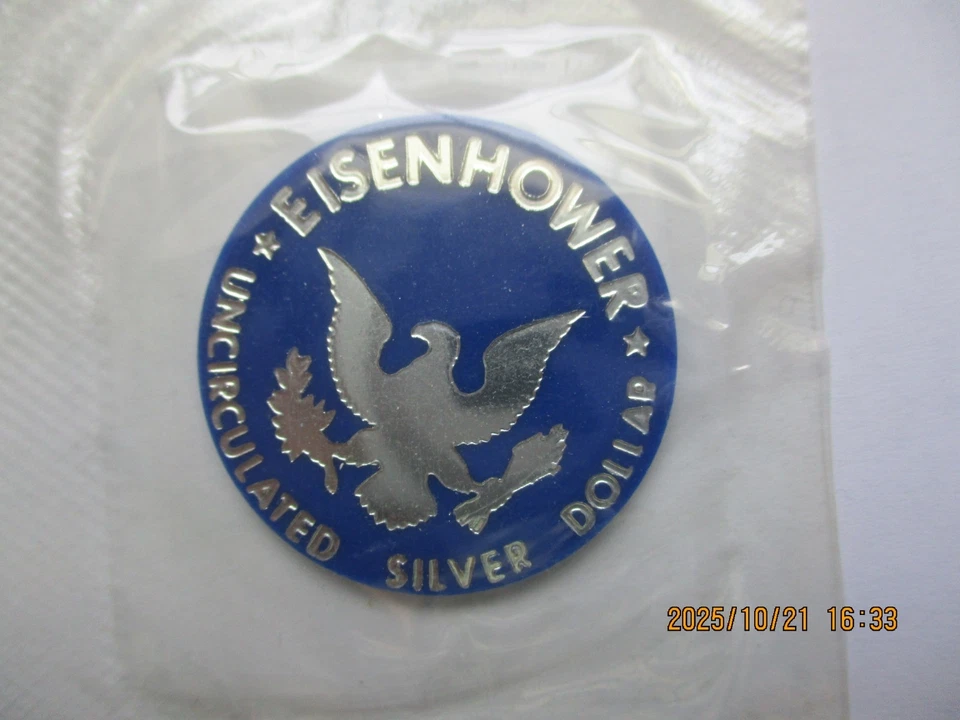 ★ EISENHOWER ★
UNCIRCULATED SILVER DOLLAR
2025/10/21 16:33